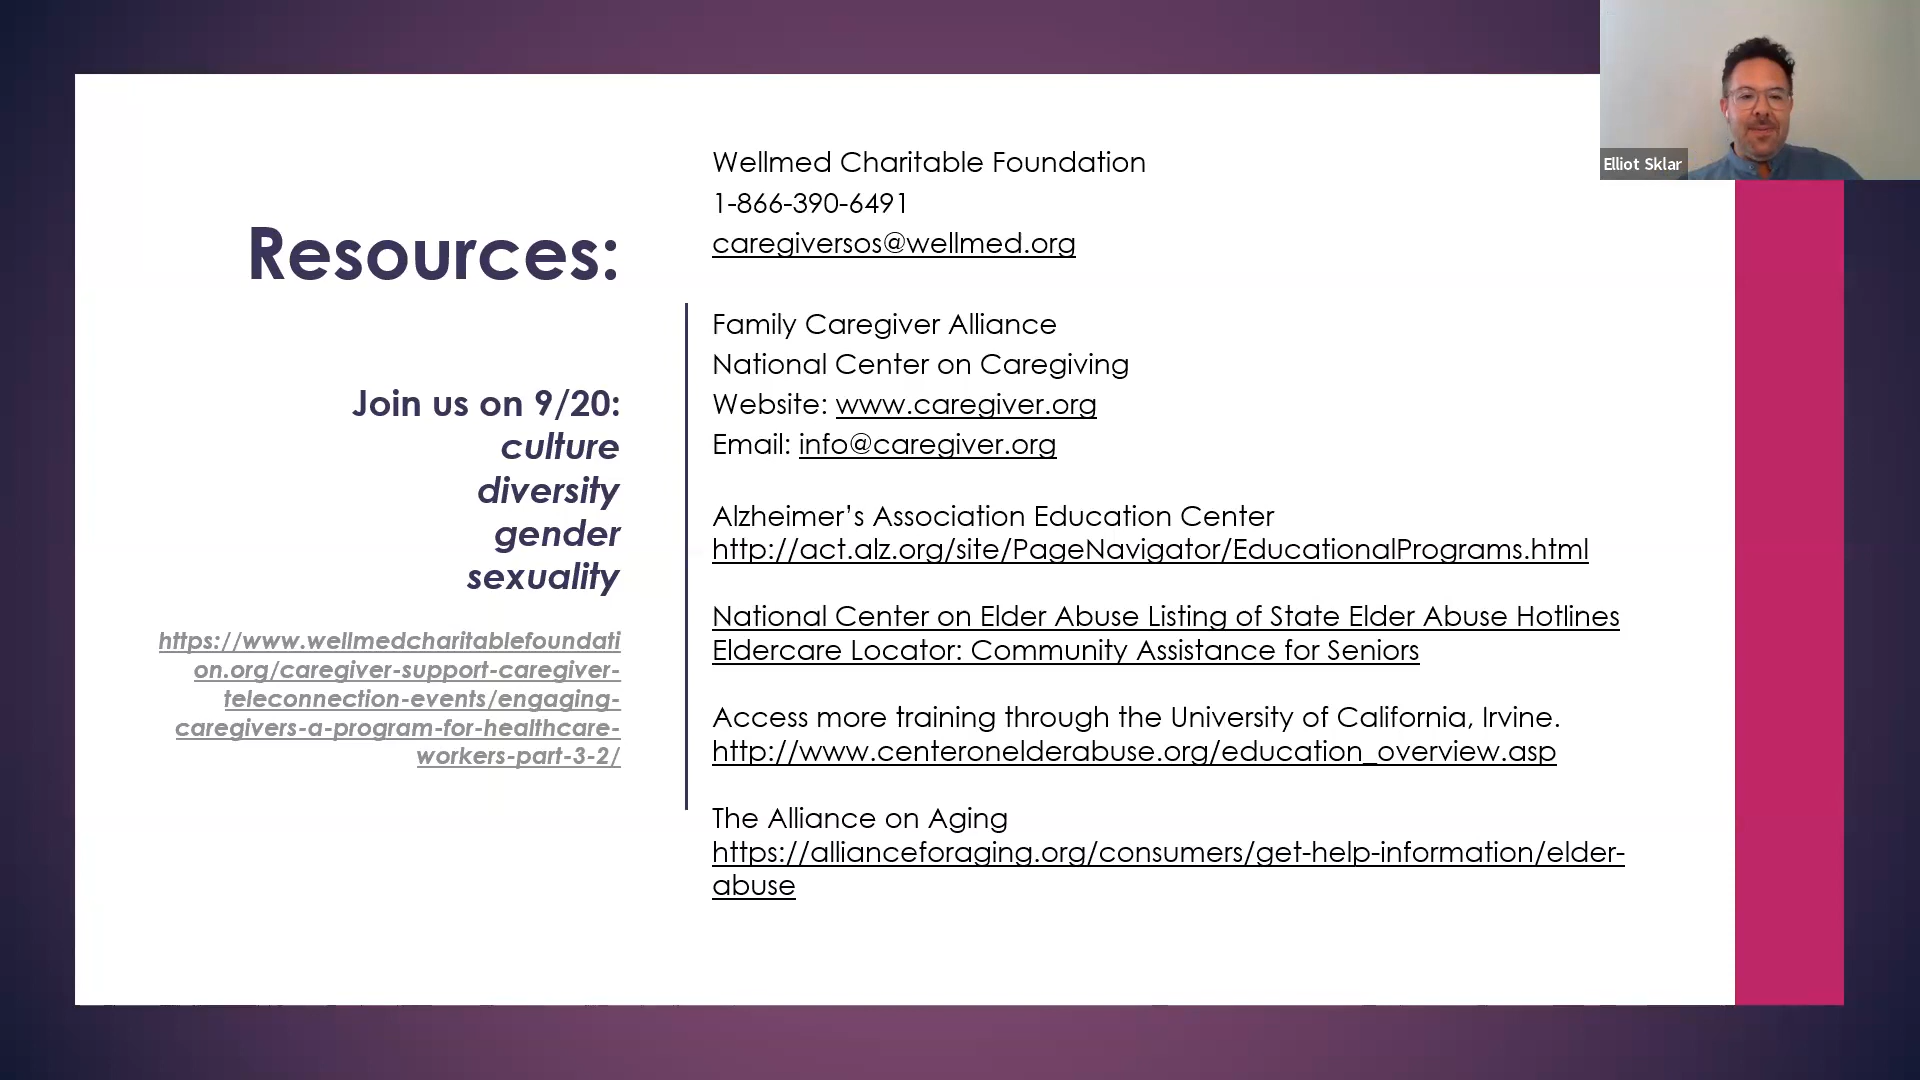 Resources:
Join us on 9/20:
culture
diversity
gender
sexuality
https://www.wellmedcharitablefoundati
on.org/caregiver-support-caregiver-
teleconnection-events/engaging-
caregivers-a-program-for-healthcare-
workers-part-3-2/
Wellmed Charitable Foundation
1-866-390-6491
caregiversos@wellmed.org
Family Caregiver Alliance
National Center on Caregiving
Website: www.caregiver.org
Email: info@caregiver.org
Alzheimer’s Association Education Center
http://act.alz.org/site/PageNavigator/EducationalPrograms.html
National Center on Elder Abuse Listing of State Elder Abuse Hotlines
Eldercare Locator: Community Assistance for Seniors
Access more training through the University of California, Irvine.
http://www.centeronelderabuse.org/education_overview.asp
The Alliance on Aging
https://allianceforaging.org/consumers/get-help-information/elder-
abuse
Elliot Sklar